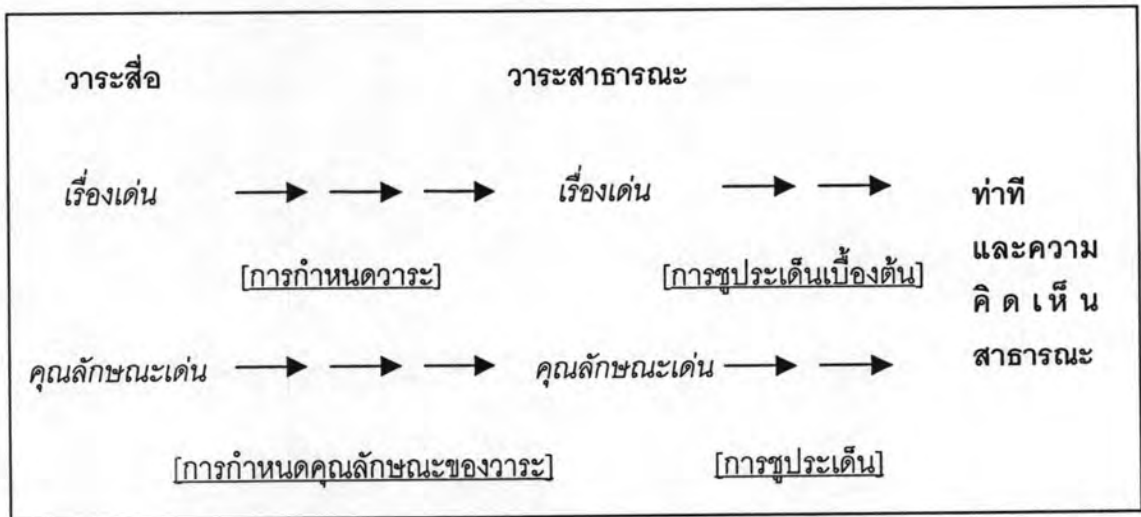 วาระสื่อ วาระสาธารณะ
เรื่องเด่น เรื่องเด่น ท่าที
และความ
[การกำหนดวาระ] [การชูประเด็นเบื้องต้น]
คิดเห็น
คุณลักษณะเด่น คุณลักษณะเด่น สาธารณะ
[การกำหนดคุณลักษณะของวาระ] [การชูประเด็น]